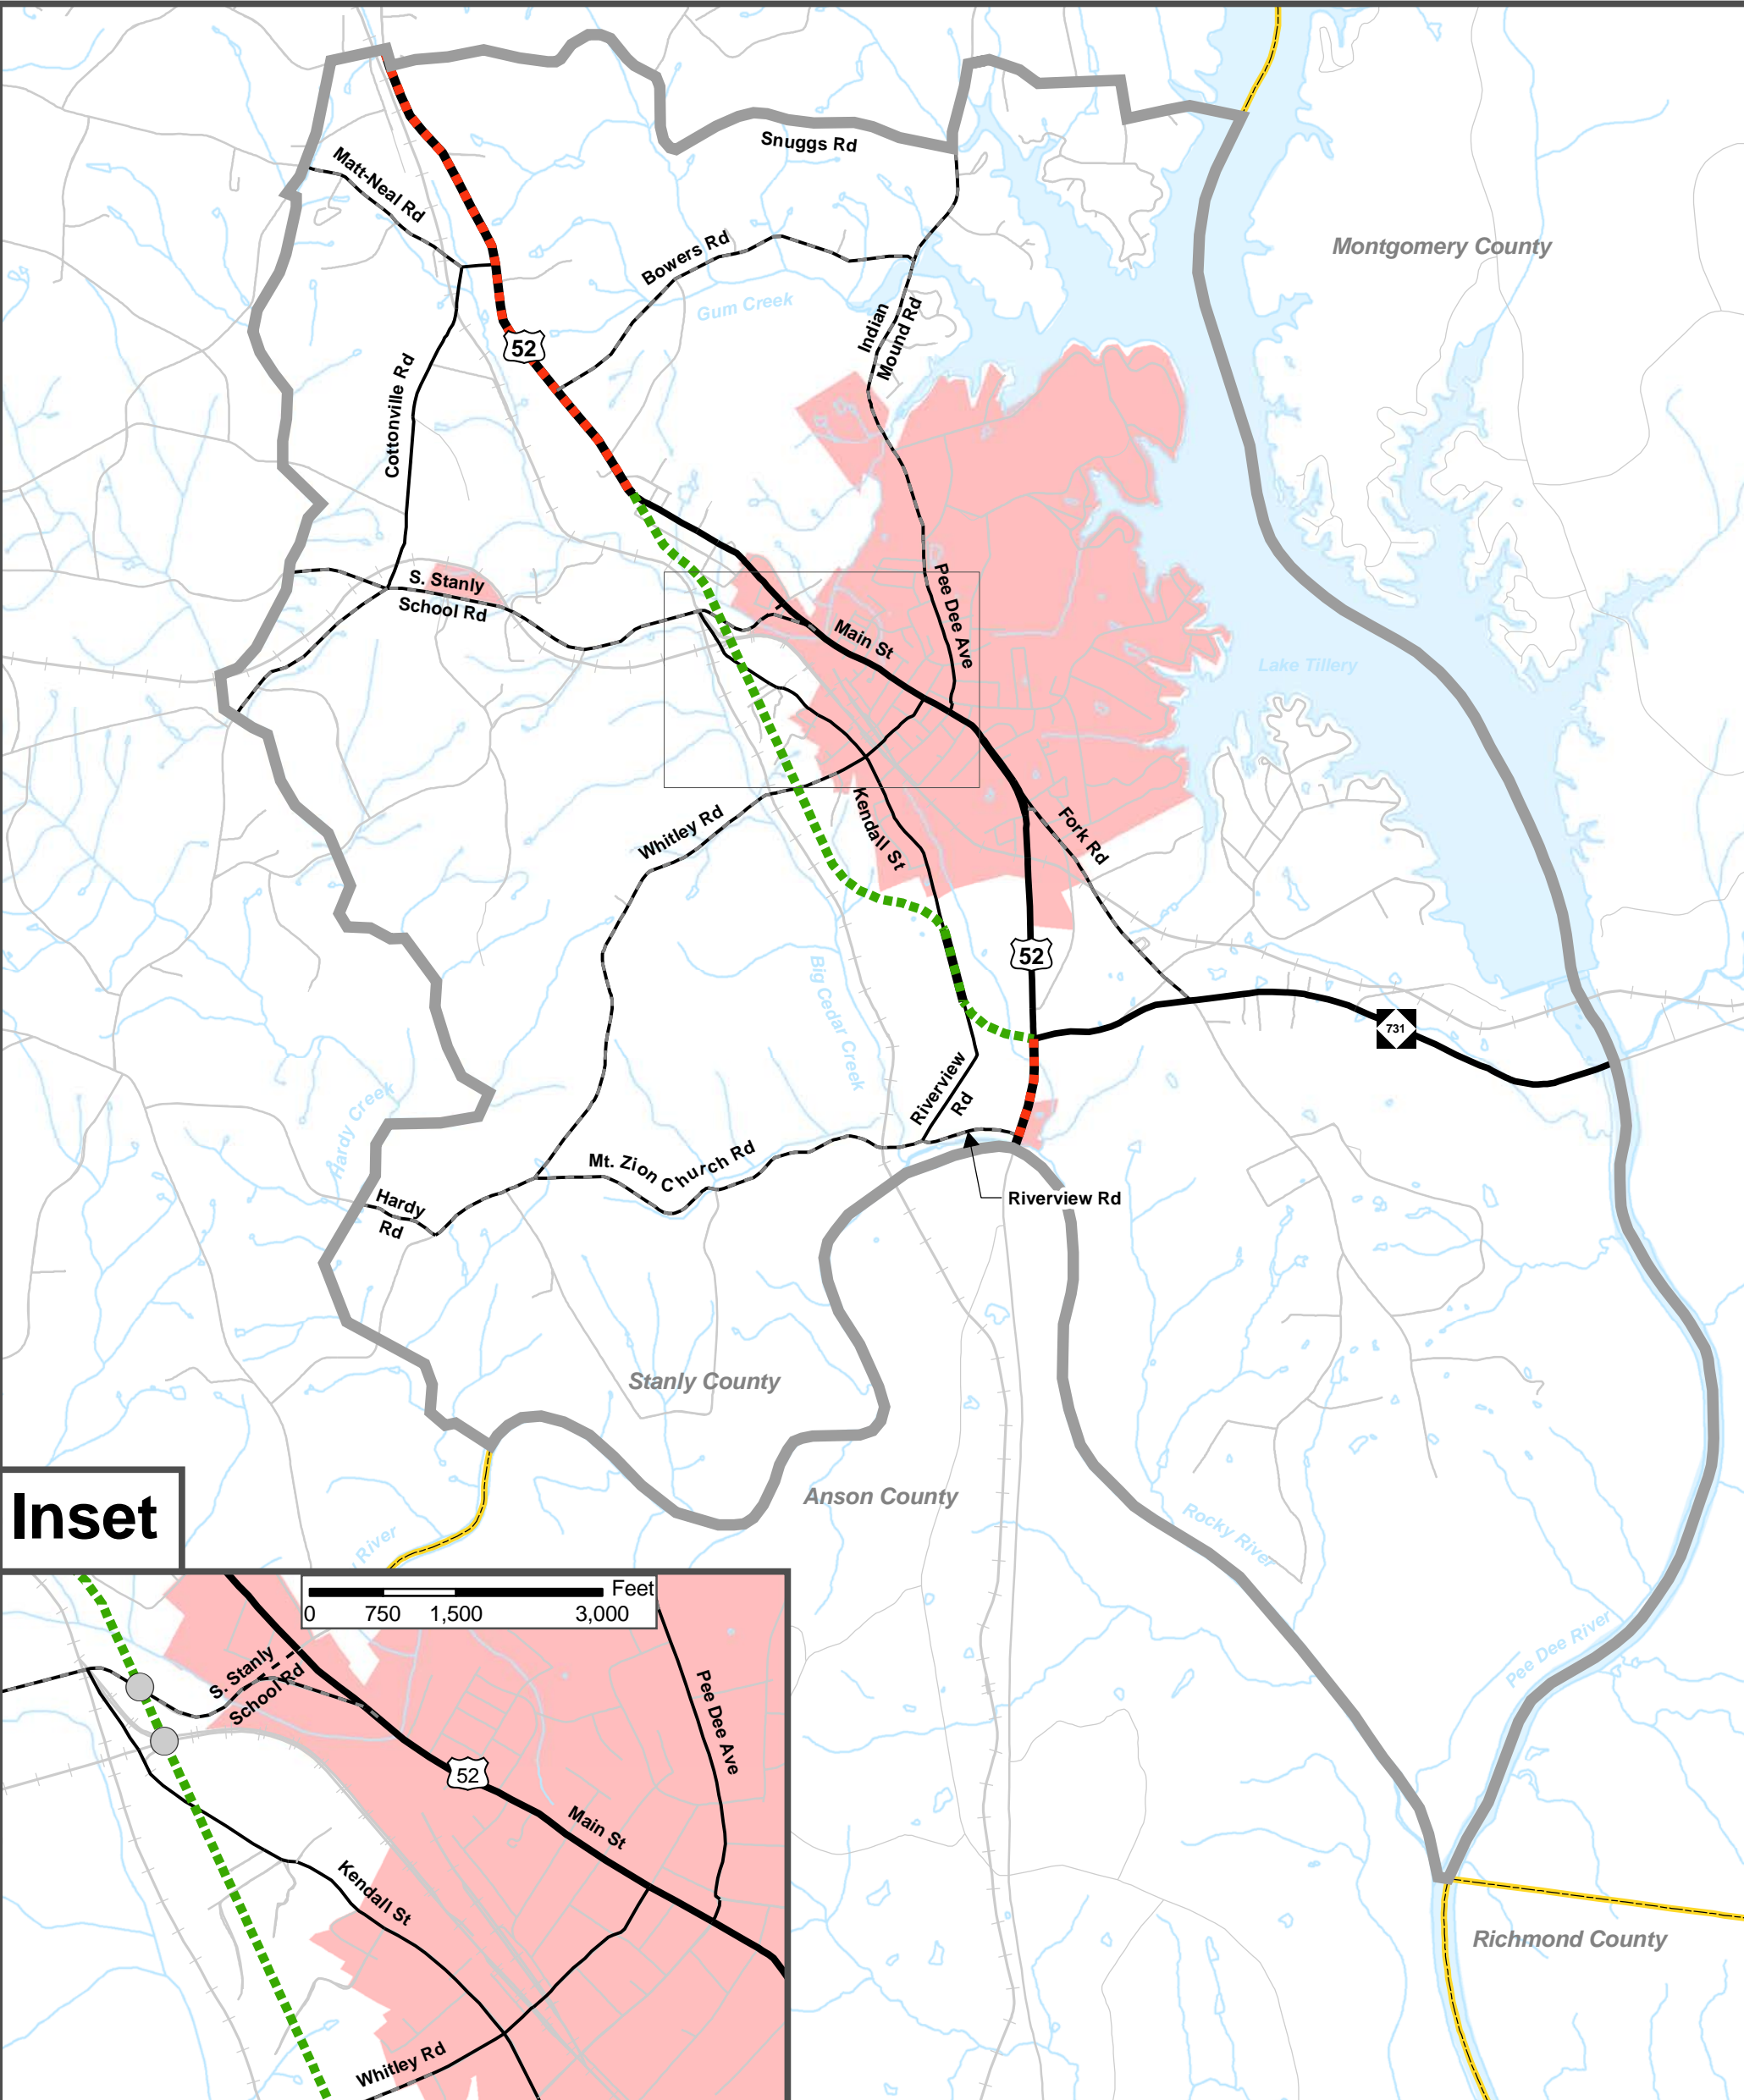 Snuggs Rd
Matt-Neal Rd
Bowers Rd
Montgomery County
Gum Creek
Indian
Mound Rd
52
Cottonville Rd
S. Stanly
School Rd
Pee Dee Ave
Main St
Lake Tillery
Whitley Rd
Kendall St
Fork Rd
52
Big Cedar Creek
731
Riverview
Rd
Hardy Creek
Mt. Zion Church Rd
Hardy
Rd
Riverview Rd
Stanly County
Anson County
Rocky River
Inset
River
Feet
0 750 1,500 3,000
S. Stanly
School Rd
Pee Dee Ave
52
Main St
Kendall St
Whitley Rd
Pee Dee River
Richmond County